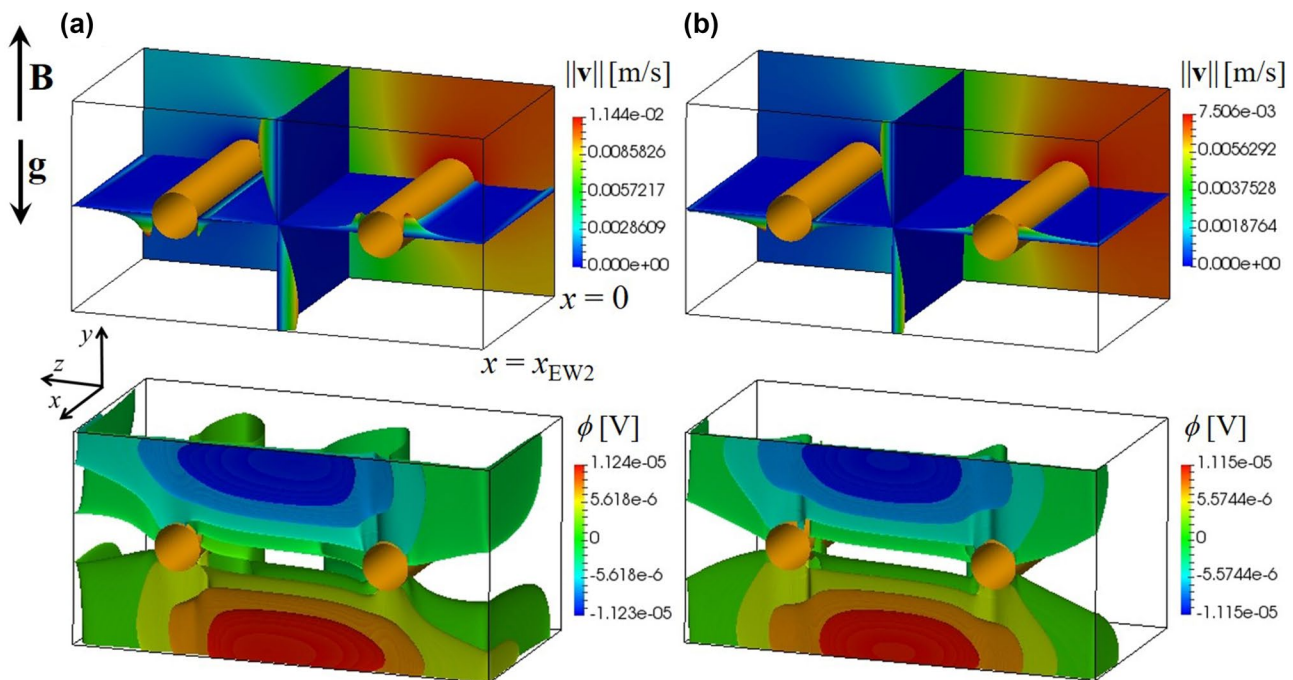 (a)
(b)
B
g
||v|| [m/s]
1.144e-02
0.0085826
0.0057217
0.0028609
0.000e+00
x = 0
x = xEW2
||v|| [m/s]
7.506e-03
0.0056292
0.0037528
0.0018764
0.000e+00
y
z
x
ϕ [V]
1.124e-05
5.618e-6
0
-5.618e-6
-1.123e-05
ϕ [V]
1.115e-05
5.5744e-6
0
-5.5744e-6
-1.115e-05